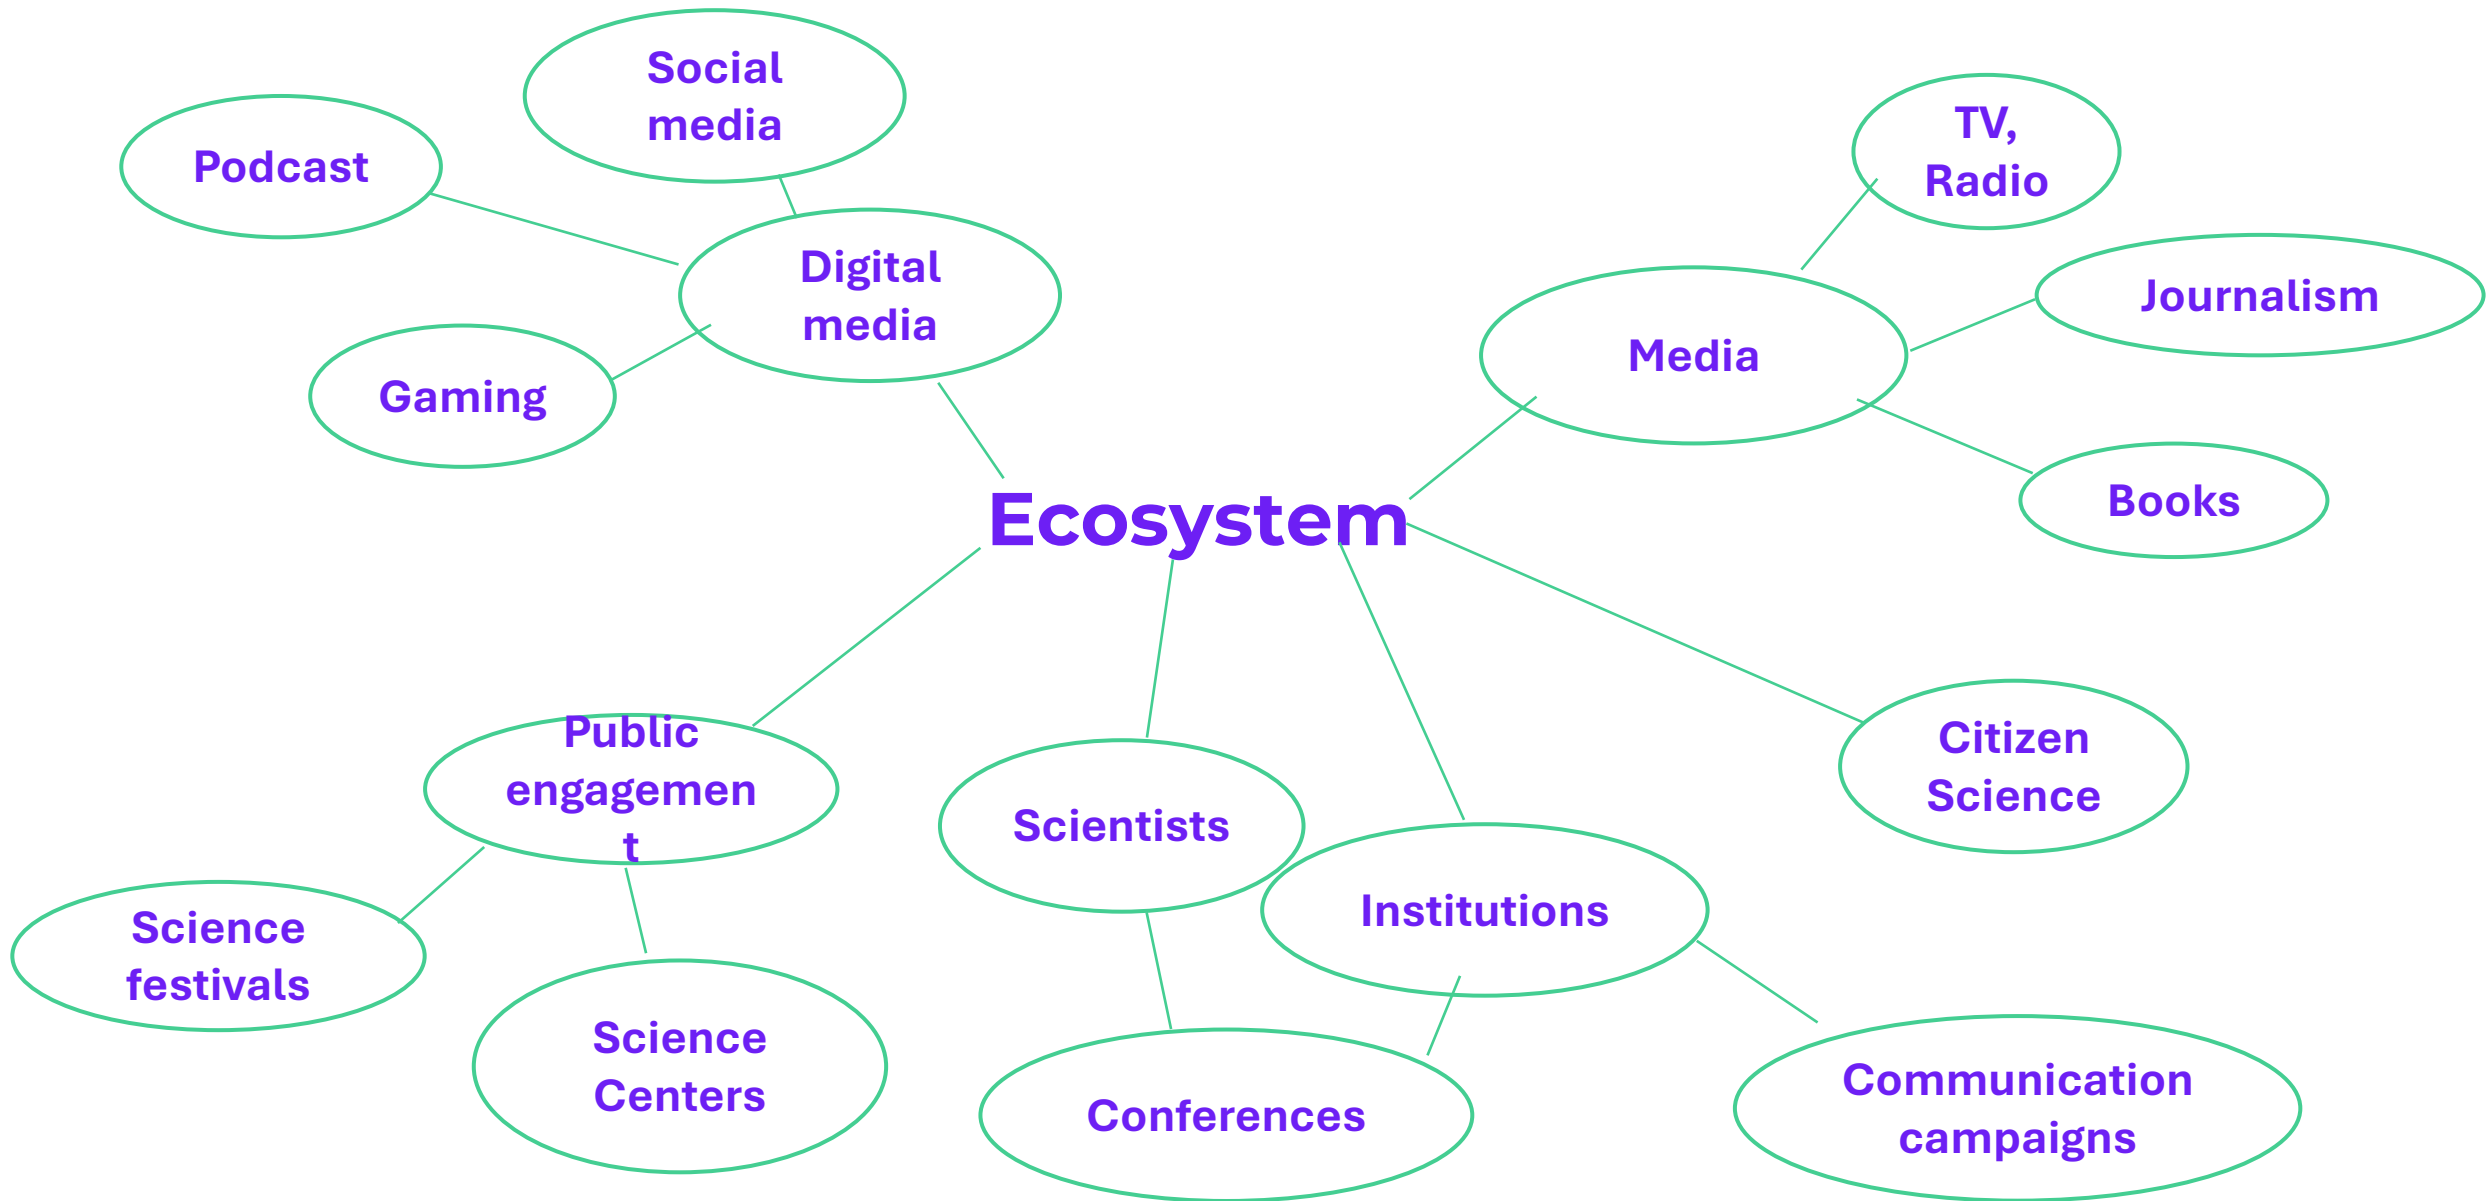 Social
media
Podcast
Digital
media
Gaming
TV,
Radio
Journalism
Media
Books
Ecosystem
Public
engagemen
t
Science
festivals
Science
Centers
Scientists
Institutions
Conferences
Citizen
Science
Communication
campaigns